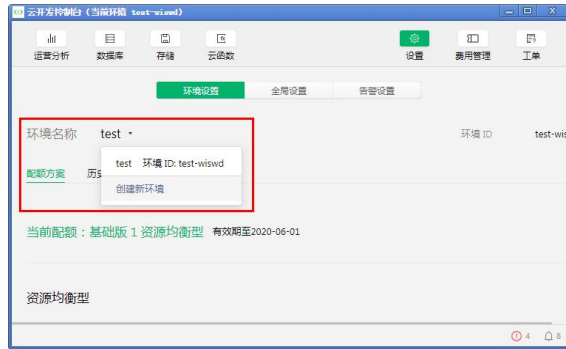 云开发控制台(当前环境 test-wiswd)
运营分析 数据库 存储 云函数 设置 费用管理 工单
环境设置 全局设置 告警设置
环境名称 test 环境 ID test-wis
test 环境 ID: test-wiswd
配额方案
创建新环境
当前配额：基础版 1 资源均衡型 有效期至2020-06-01
资源均衡型
4 8